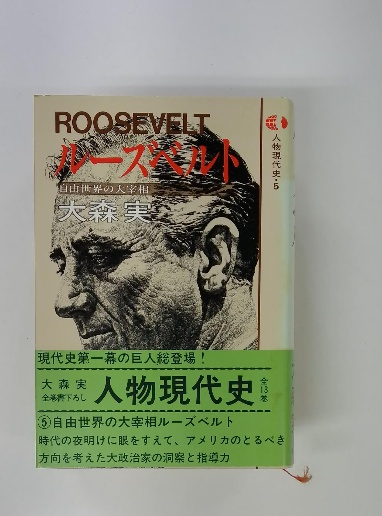 ROOSEVELT
ルーズベルト
自由世界の大宰相
大森 実
人物現代史・5
現代史第一幕の巨人総登場!
大森 実
全巻書下ろし
人物現代史
全13巻
⑤自由世界の大宰相ルーズベルト
時代の夜明けに眼をすえて、アメリカのとるべき
方向を考えた大政治家の洞察と指導力